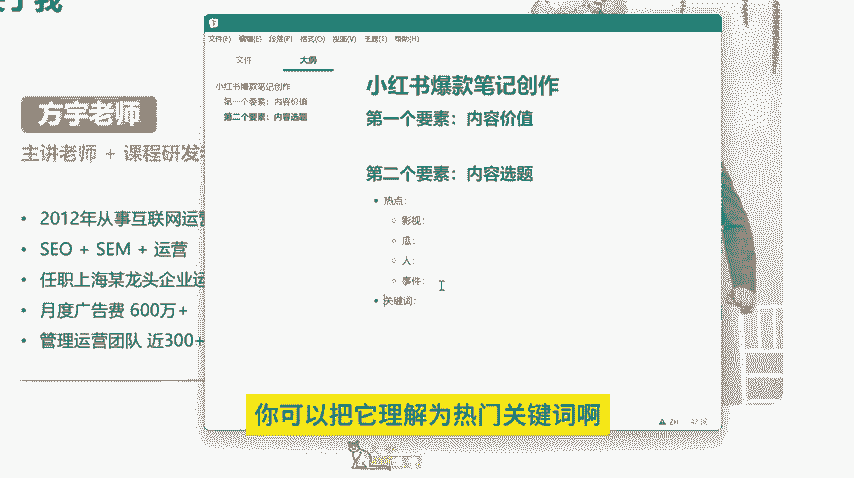 了我
方宇老师
主讲老师 + 课程研发
• 2012年从事互联网运营
• SEO + SEM + 运营
• 任职上海某龙头企业运
• 月度广告费 600万+
• 管理运营团队 近300+
文件(F) 编辑(E) 段落(P) 格式(O) 视图(V) 主题(T) 帮助(H)
文件 大纲
小红书爆款笔记创作
第一个要素：内容价值
第二个要素：内容选题
小红书爆款笔记创作
第一个要素：内容价值
第二个要素：内容选题
• 热点：
◦ 影视：
◦ 瓜：
◦ 人：
◦ 事件：
• 关键词：
你可以把它理解为热门关键词啊